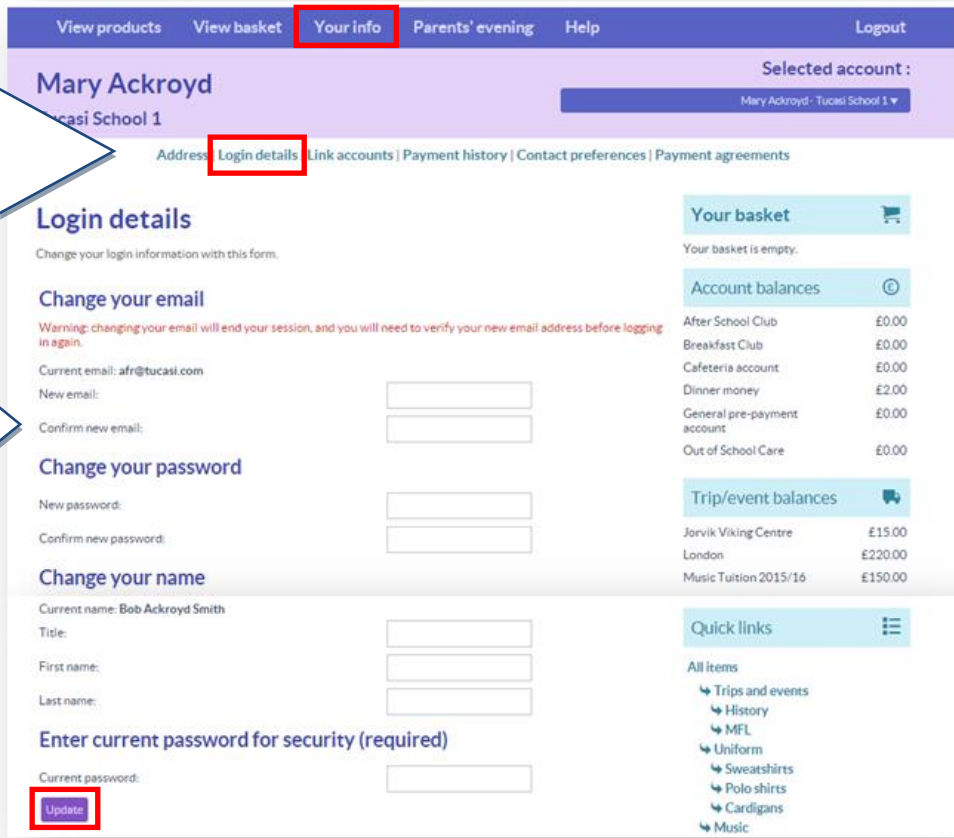 View products View basket Your info Parents' evening Help Logout
Mary Ackroyd
Selected account :
Mary Ackroyd - Tucasi School 1
Tucasi School 1
Address | Login details | Link accounts | Payment history | Contact preferences | Payment agreements
Login details
Change your login information with this form.
Change your email
Warning: changing your email will end your session, and you will need to verify your new email address before logging
in again.
Current email: afr@tucasi.com
New email:
Confirm new email:
Change your password
New password:
Confirm new password:
Change your name
Current name: Bob Ackroyd Smith
Title:
First name:
Last name:
Enter current password for security (required)
Current password:
Update
Your basket
Your basket is empty.
Account balances
After School Club £0.00
Breakfast Club £0.00
Cafeteria account £0.00
Dinner money £2.00
General pre-payment £0.00
account
Out of School Care £0.00
Trip/event balances
Jorvik Viking Centre £15.00
London £220.00
Music Tuition 2015/16 £150.00
Quick links
All items
Trips and events
History
MFL
Uniform
Sweatshirts
Polo shirts
Cardigans
Music